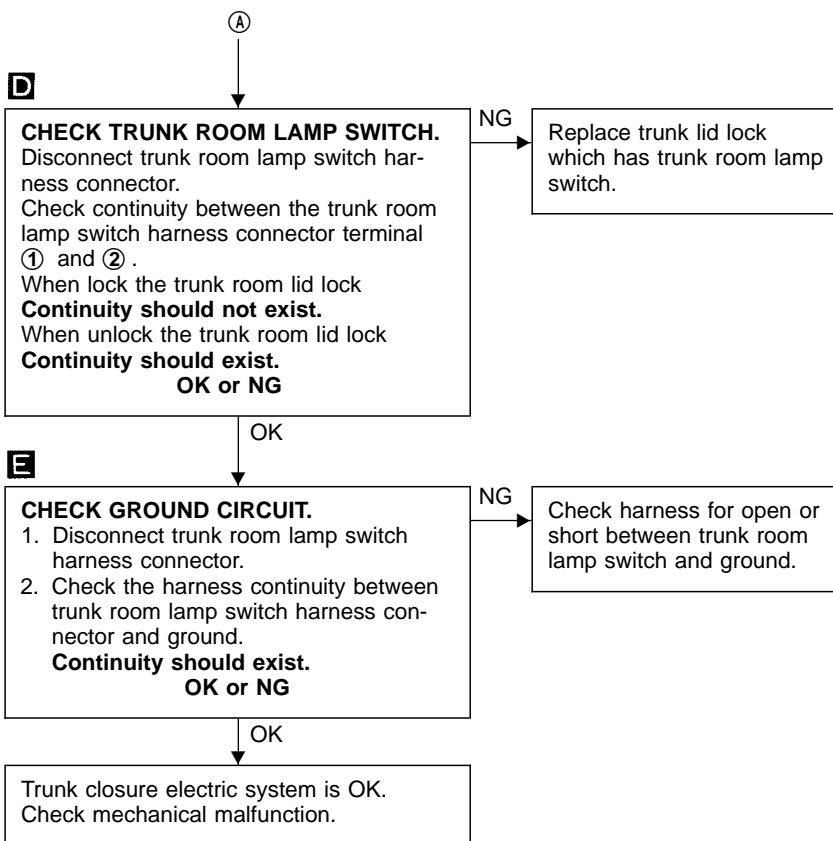 Ⓐ
D
CHECK TRUNK ROOM LAMP SWITCH.
Disconnect trunk room lamp switch har-
ness connector.
Check continuity between the trunk room
lamp switch harness connector terminal
① and ② .
When lock the trunk room lid lock
Continuity should not exist.
When unlock the trunk room lid lock
Continuity should exist.
OK or NG
NG
Replace trunk lid lock
which has trunk room lamp
switch.
OK
E
CHECK GROUND CIRCUIT.
1. Disconnect trunk room lamp switch
harness connector.
2. Check the harness continuity between
trunk room lamp switch harness con-
nector and ground.
Continuity should exist.
OK or NG
NG
Check harness for open or
short between trunk room
lamp switch and ground.
OK
Trunk closure electric system is OK.
Check mechanical malfunction.